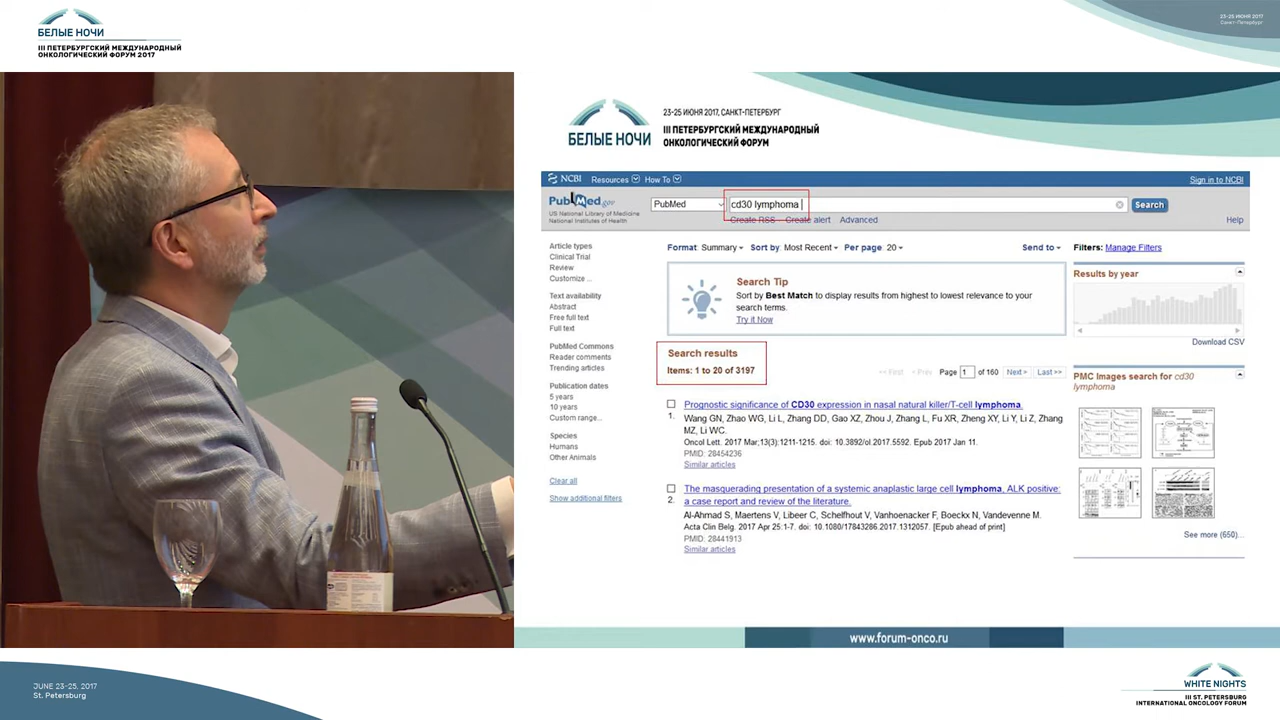 БЕЛЫЕ НОЧИ
III ПЕТЕРБУРГСКИЙ МЕЖДУНАРОДНЫЙ
ОНКОЛОГИЧЕСКИЙ ФОРУМ 2017
23-25 ИЮНЯ 2017
Санкт-Петербург
БЕЛЫЕ НОЧИ
23-25 ИЮНЯ 2017, САНКТ-ПЕТЕРБУРГ
III ПЕТЕРБУРГСКИЙ МЕЖДУНАРОДНЫЙ
ОНКОЛОГИЧЕСКИЙ ФОРУМ
NCBI Resources How To Sign in to NCBI
PubMed.gov
US National Library of Medicine
National Institutes of Health
PubMed cd30 lymphoma Search
Create RSS Create alert Advanced Help
Article types
Clinical Trial
Review
Customize ...
Text availability
Abstract
Free full text
Full text
PubMed Commons
Reader comments
Trending articles
Publication dates
5 years
10 years
Custom range...
Species
Humans
Other Animals
Clear all
Show additional filters
Format: Summary Sort by: Most Recent Per page: 20 Send to
Search Tip
Sort by Best Match to display results from highest to lowest relevance to your
search terms.
Try it Now
Search results
Items: 1 to 20 of 3197
<< First < Prev Page 1 of 160 Next > Last >>
1.
Prognostic significance of CD30 expression in nasal natural killer/T-cell lymphoma.
Wang GN, Zhao WG, Li L, Zhang DD, Gao XZ, Zhou J, Zhang L, Fu XR, Zheng XY, Li Y, Li Z, Zhang
MZ, Li WC.
Oncol Lett. 2017 Mar;13(3):1211-1215. doi: 10.3892/ol.2017.5592. Epub 2017 Jan 11.
PMID: 28454236
Similar articles
2.
The masquerading presentation of a systemic anaplastic large cell lymphoma, ALK positive:
a case report and review of the literature.
Al-Ahmad S, Maertens V, Libeer C, Schelfhout V, Vanhoenacker F, Boeckx N, Vandevenne M.
Acta Clin Belg. 2017 Apr 25:1-7. doi: 10.1080/17843286.2017.1312057. [Epub ahead of print]
PMID: 28441913
Similar articles
Filters: Manage Filters
Results by year
Download CSV
PMC Images search for cd30
lymphoma
See more (650)...
www.forum-onco.ru
JUNE 23-25, 2017
St. Petersburg
WHITE NIGHTS
III ST. PETERSBURG
INTERNATIONAL ONCOLOGY FORUM